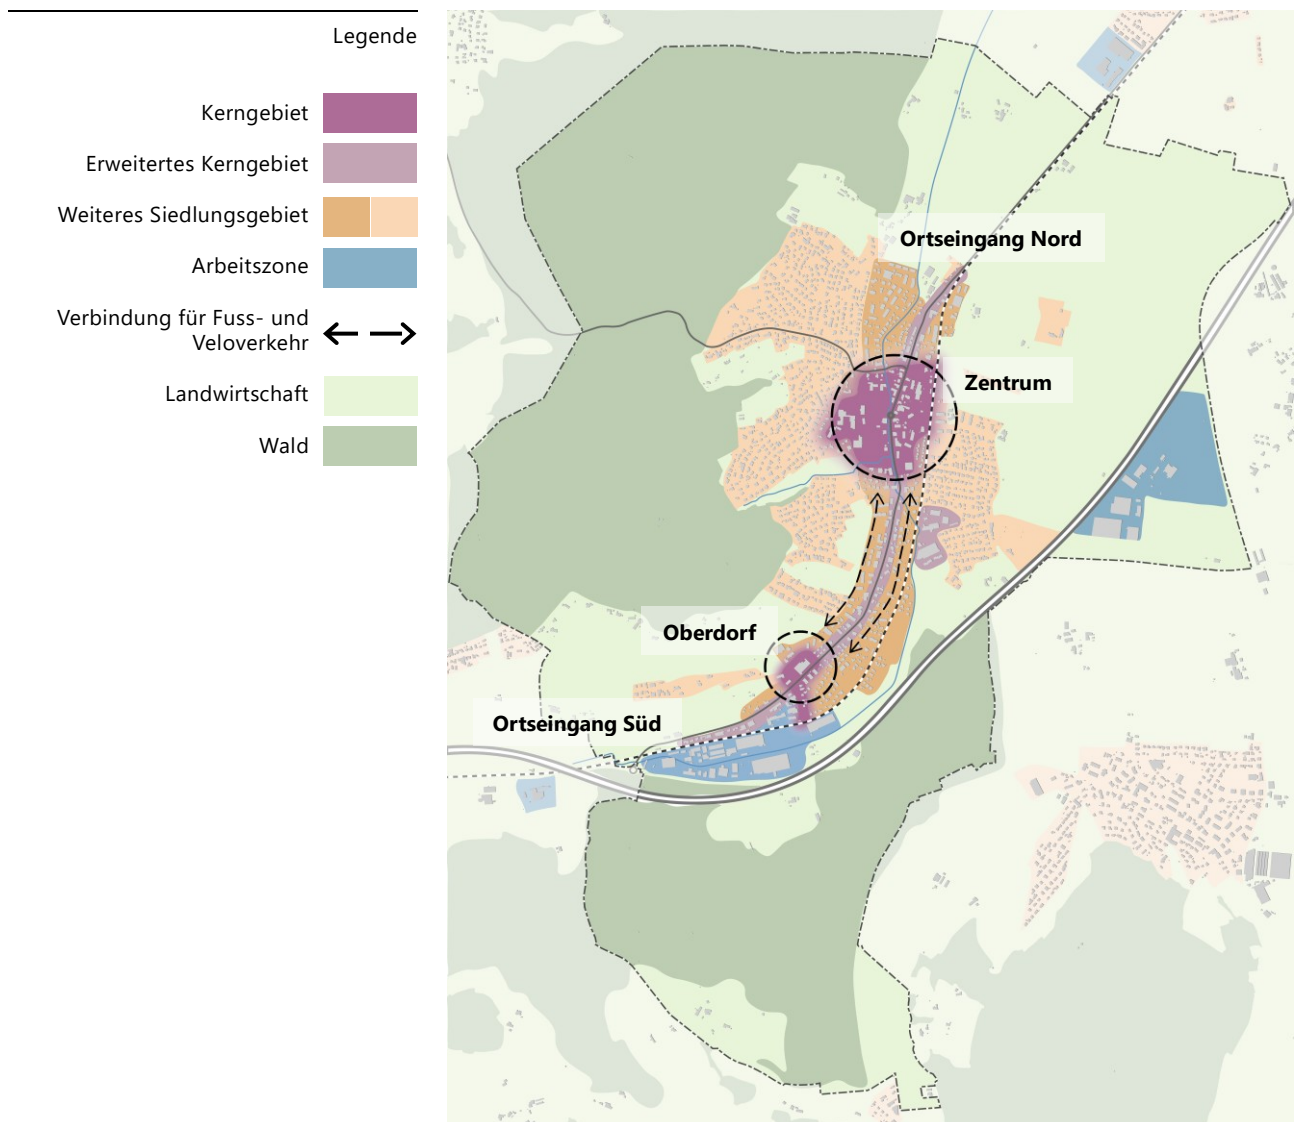 Legende
Kerngebiet
Erweitertes Kerngebiet
Weiteres Siedlungsgebiet
Arbeitszone
Verbindung für Fuss- und
Veloverkehr
Landwirtschaft
Wald
Ortseingang Nord
Zentrum
Oberdorf
Ortseingang Süd